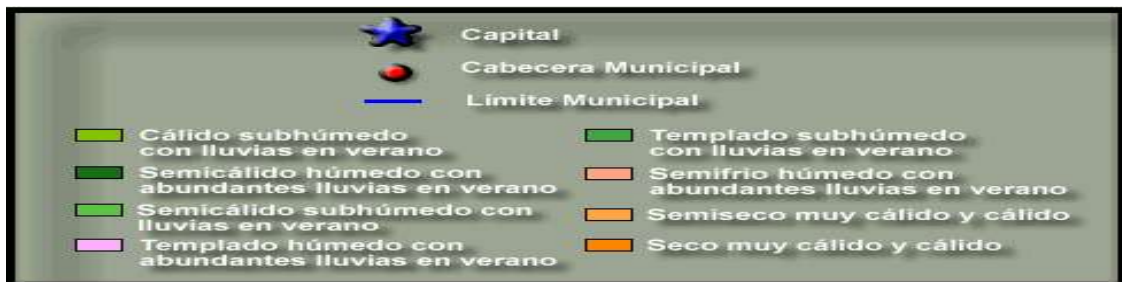 Capital
Cabecera Municipal
Límite Municipal
Cálido subhúmedo
con lluvias en verano
Semicálido húmedo con
abundantes lluvias en verano
Semicálido subhúmedo con
lluvias en verano
Templado húmedo con
abundantes lluvias en verano
Templado subhúmedo
con lluvias en verano
Semifrio húmedo con
abundantes lluvias en verano
Semiseco muy cálido y cálido
Seco muy cálido y cálido